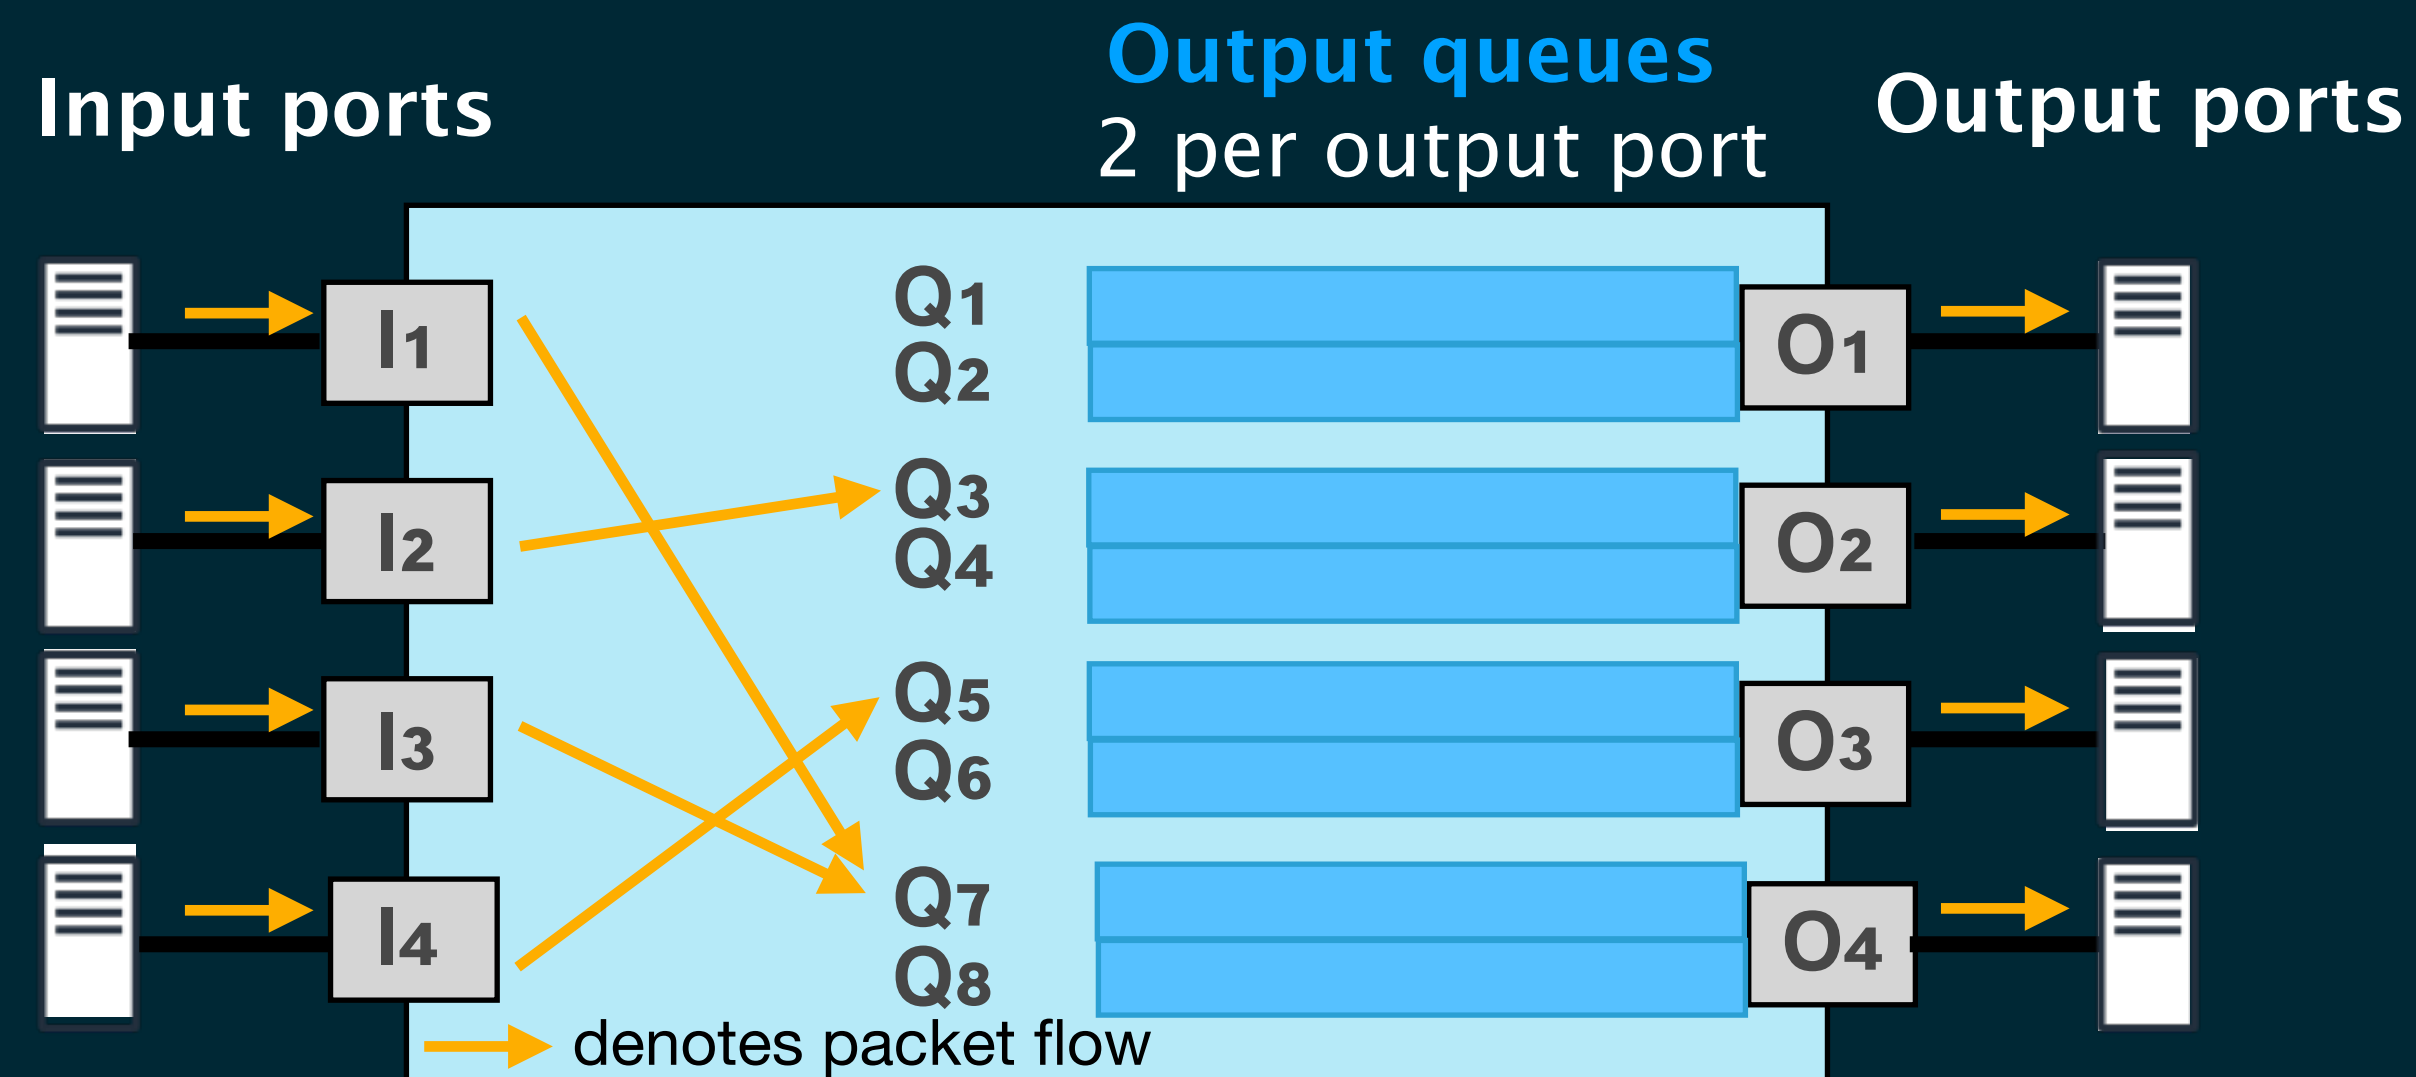 Output queues
Input ports
2 per output port
Output ports
I1
Q1
Q2
O1
I2
Q3
Q4
O2
I3
Q5
Q6
O3
I4
Q7
Q8
O4
denotes packet flow